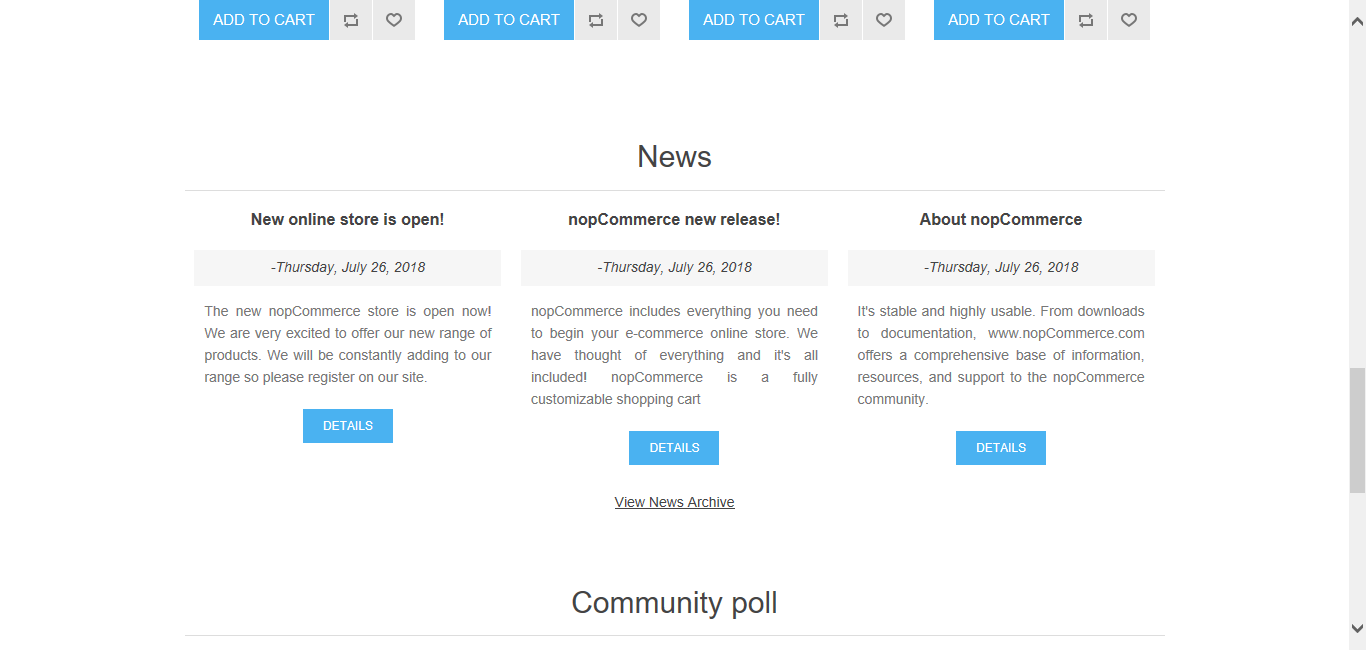 ADD TO CART ADD TO CART ADD TO CART ADD TO CART
News
New online store is open!
-Thursday, July 26, 2018
The new nopCommerce store is open now!
We are very excited to offer our new range of
products. We will be constantly adding to our
range so please register on our site.
DETAILS
nopCommerce new release!
-Thursday, July 26, 2018
nopCommerce includes everything you need
to begin your e-commerce online store. We
have thought of everything and it's all
included! nopCommerce is a fully
customizable shopping cart
DETAILS
About nopCommerce
-Thursday, July 26, 2018
It's stable and highly usable. From downloads
to documentation, www.nopCommerce.com
offers a comprehensive base of information,
resources, and support to the nopCommerce
community.
DETAILS
View News Archive
Community poll